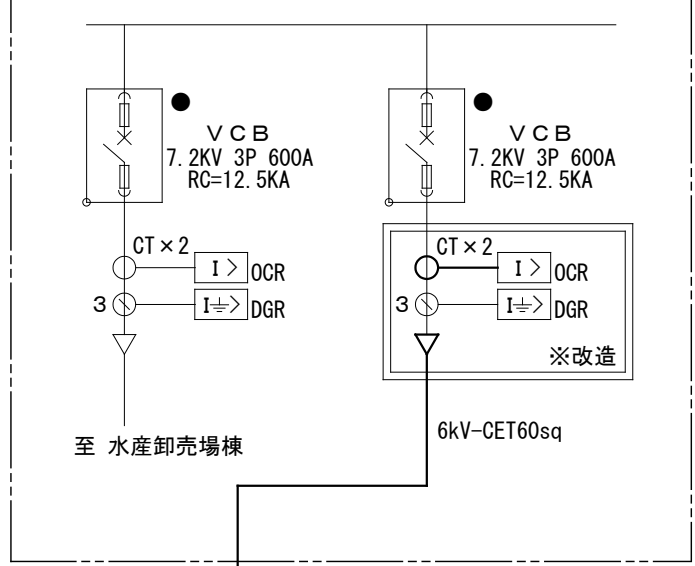 VCB
7.2KV 3P 600A
RC=12.5KA
CT×2
I> OCR
3
I⏚> DGR
至 水産卸売場棟
VCB
7.2KV 3P 600A
RC=12.5KA
CT×2
I> OCR
3
I⏚> DGR
※改造
6kV-CET60sq